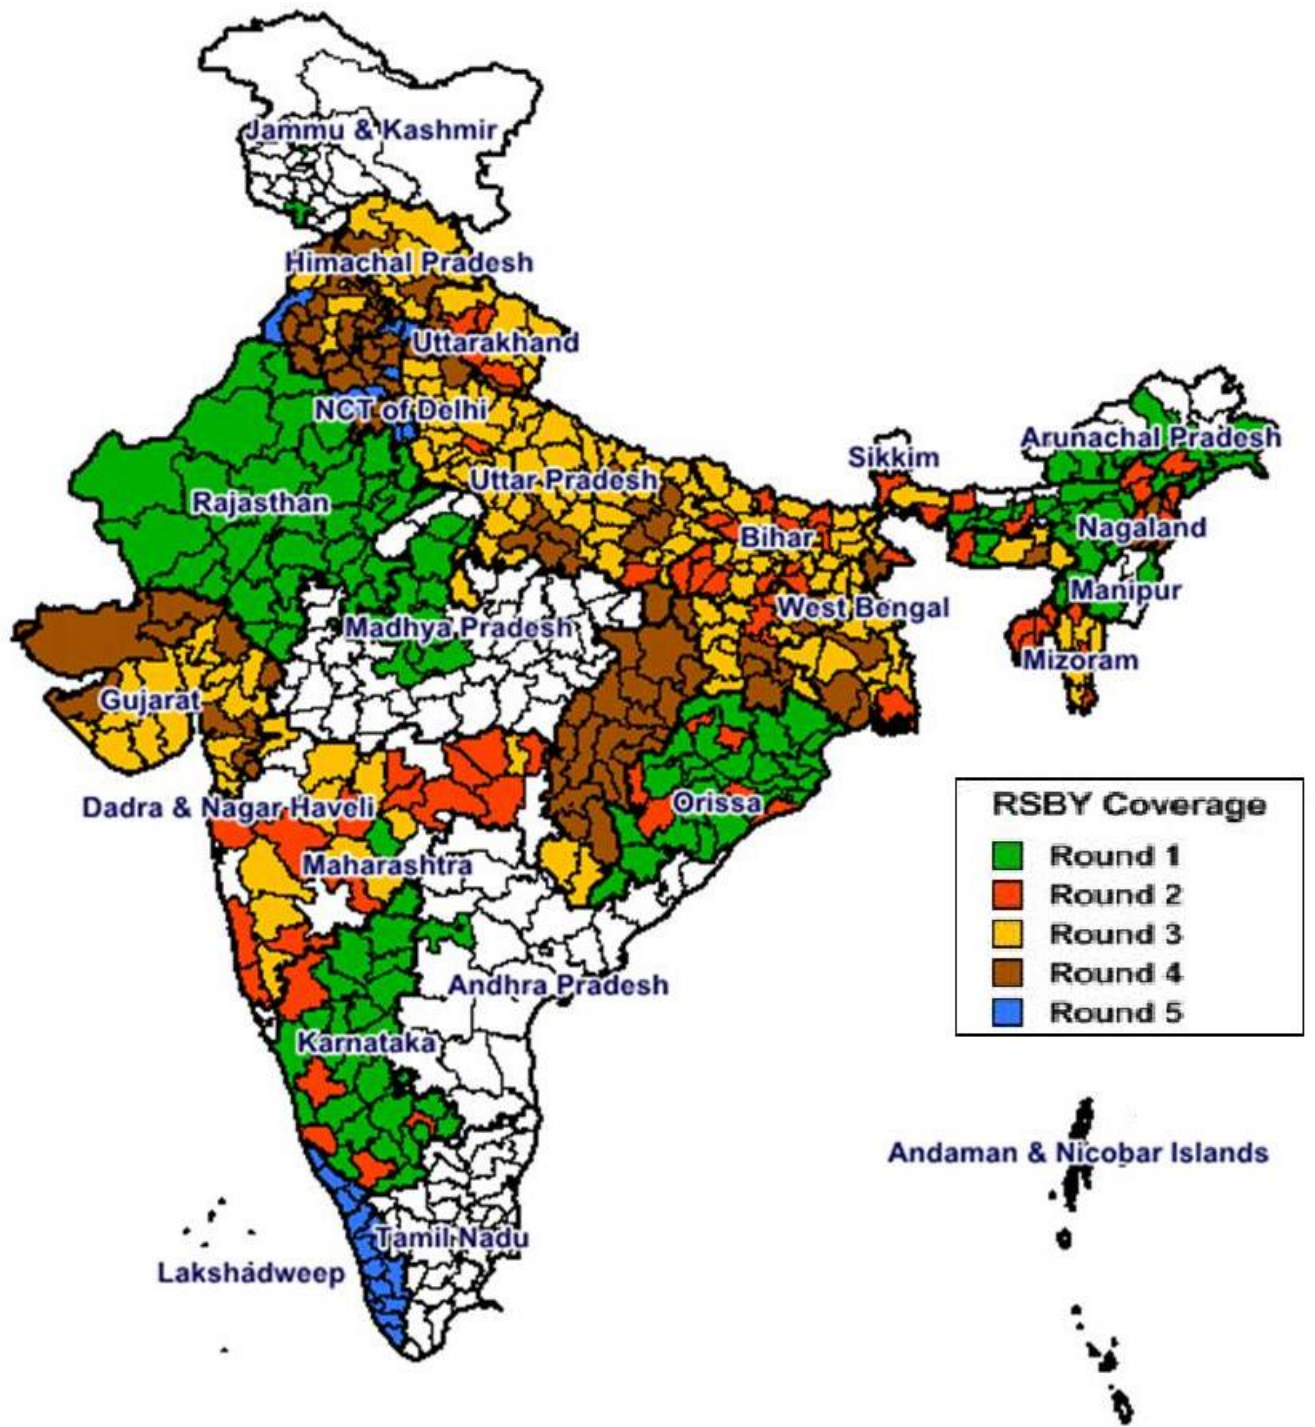 Jammu & Kashmir
Himachal Pradesh
Uttarakhand
NCT of Delhi
Arunachal Pradesh
Sikkim
Uttar Pradesh
Rajasthan
Nagaland
Bihar
Manipur
West Bengal
Madhya Pradesh
Mizoram
Gujarat
Dadra & Nagar Haveli
Orissa
Maharashtra
RSBY Coverage
Round 1
Round 2
Round 3
Round 4
Round 5
Andhra Pradesh
Karnataka
Andaman & Nicobar Islands
Tamil Nadu
Lakshadweep